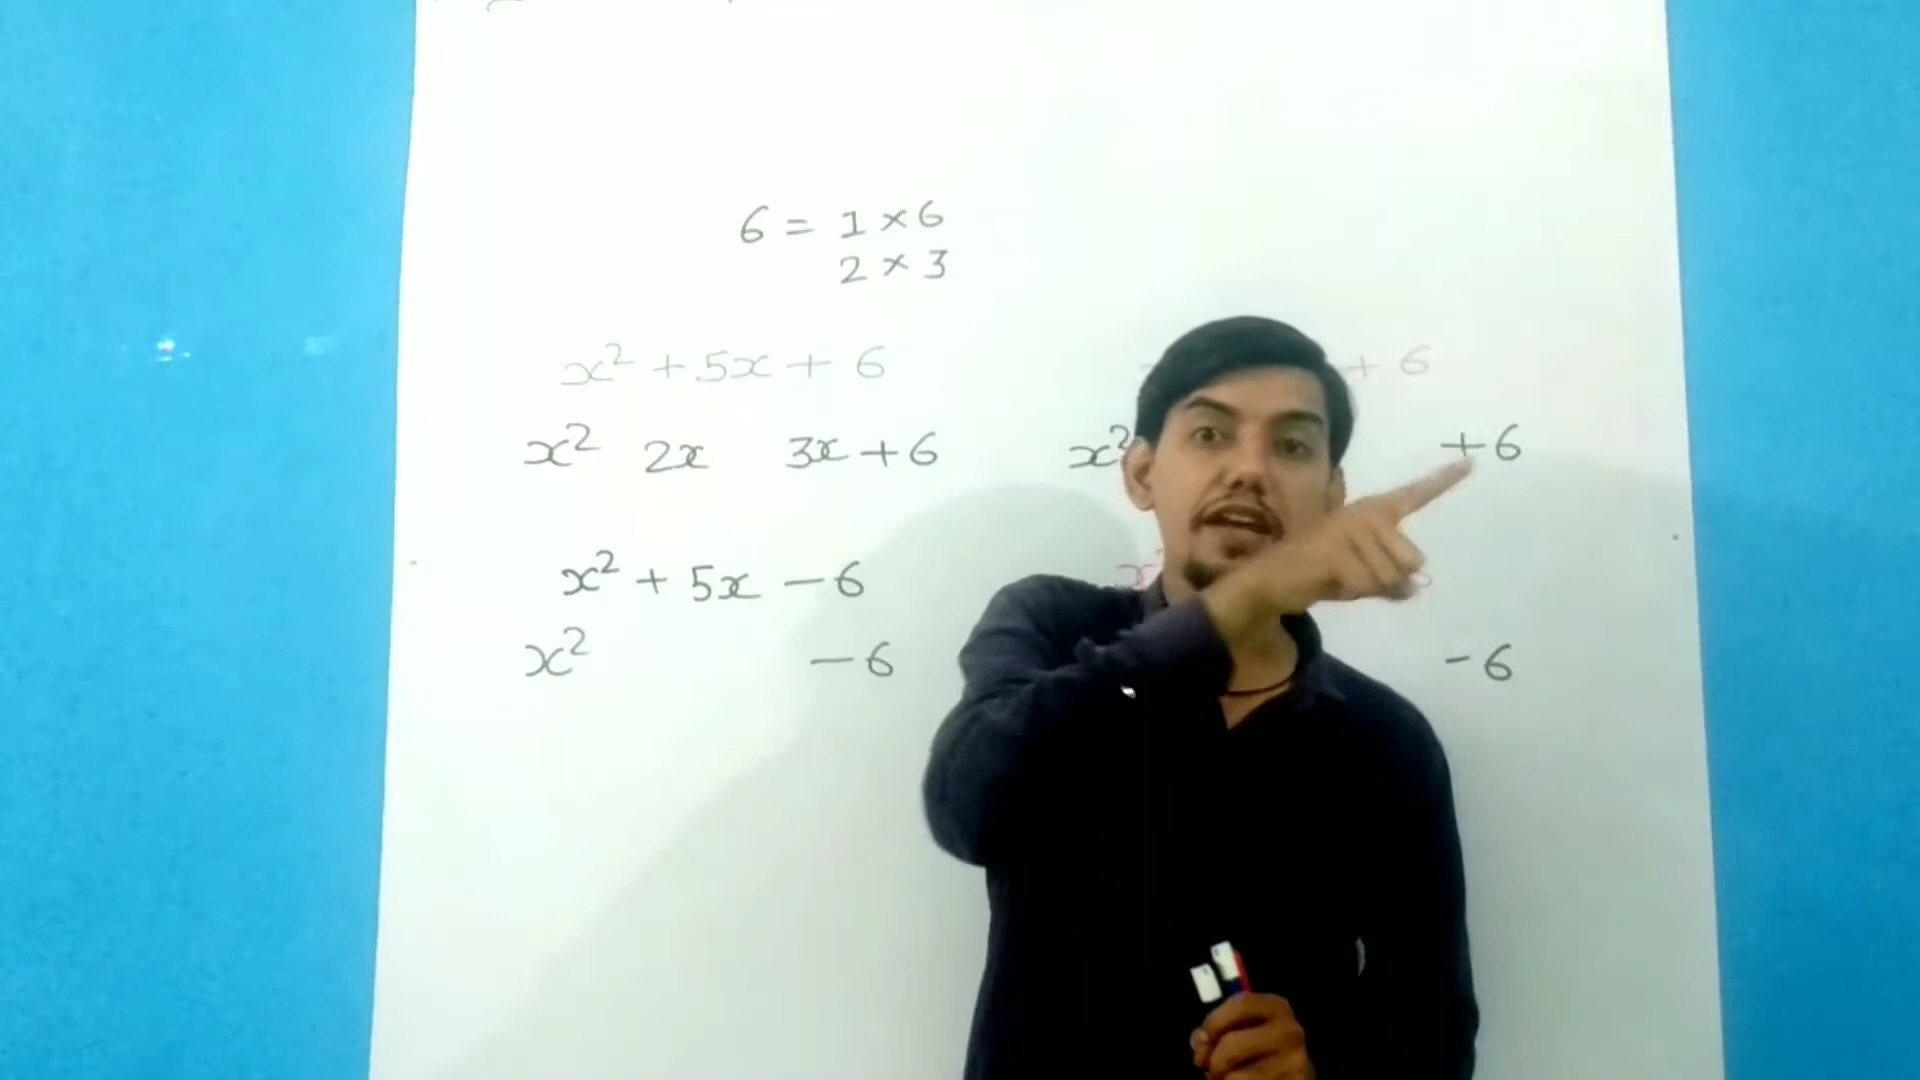 6 = 1 × 6
2 × 3
x² + 5x + 6
+ 6
x² 2x 3x + 6
x² + 6
x² + 5x - 6
x² - 6
- 6